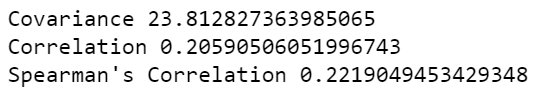 Covariance 23.812827363985065
Correlation 0.20590506051996743
Spearman's Correlation 0.2219049453429348